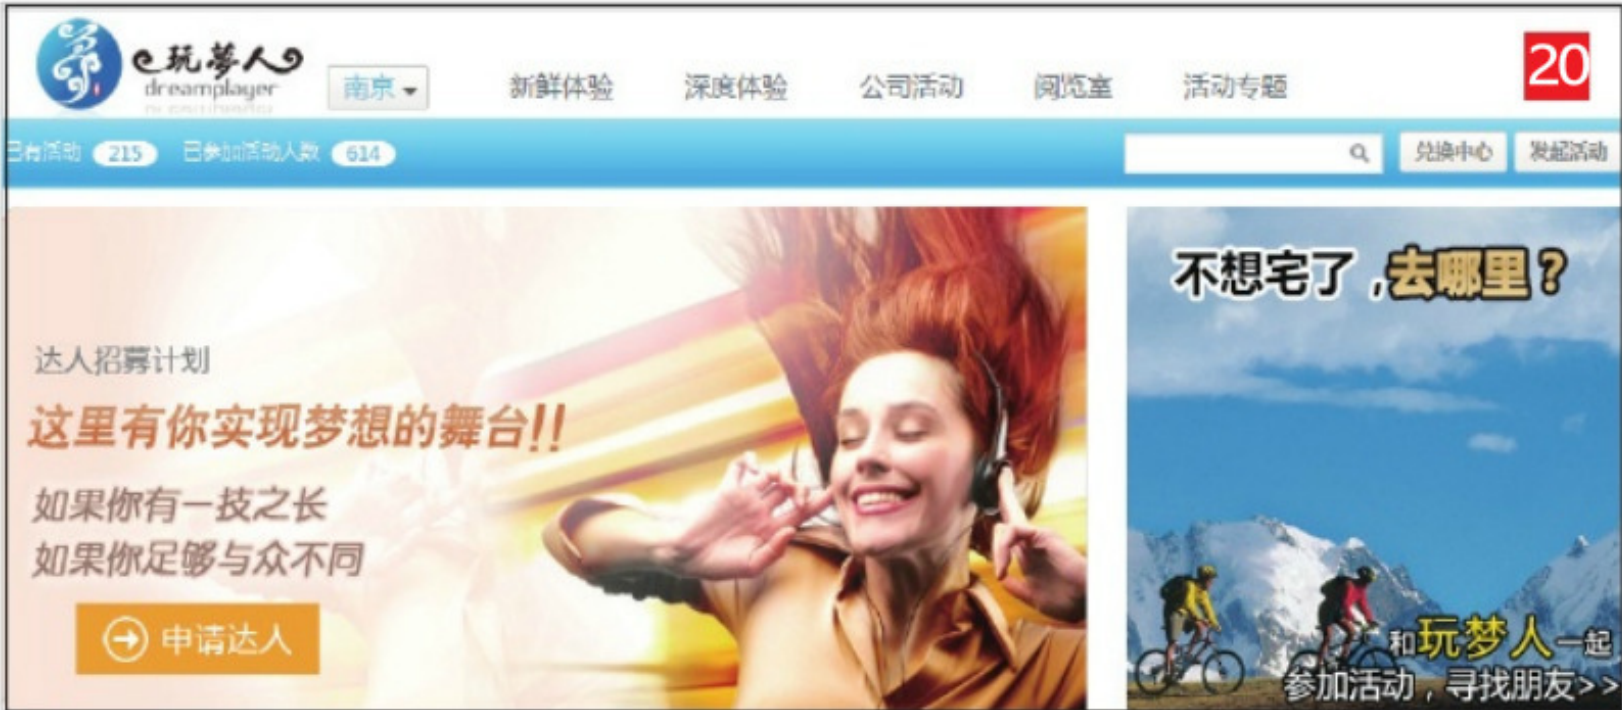 玩夢人
dreamplayer
南京
新鲜体验
深度体验
公司活动
阅览室
活动专题
20
已有活动 215
已参加活动人数 614
兑换中心
发起活动
达人招募计划
这里有你实现梦想的舞台!!
如果你有一技之长
如果你足够与众不同
申请达人
不想宅了,去哪里?
和玩梦人一起
参加活动,寻找朋友>>